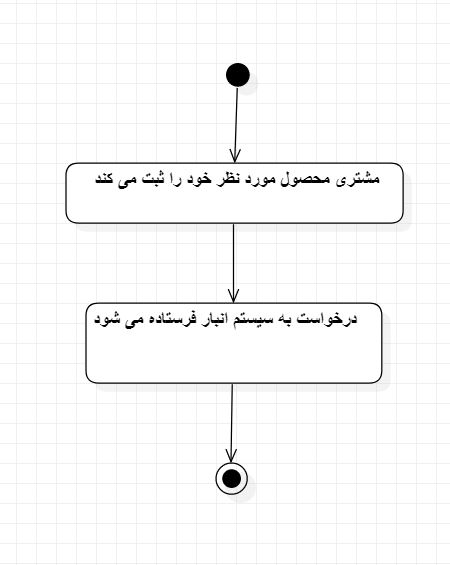 مشتری محصول مورد نظر خود را ثبت می کند
درخواست به سیستم انبار فرستاده می شود